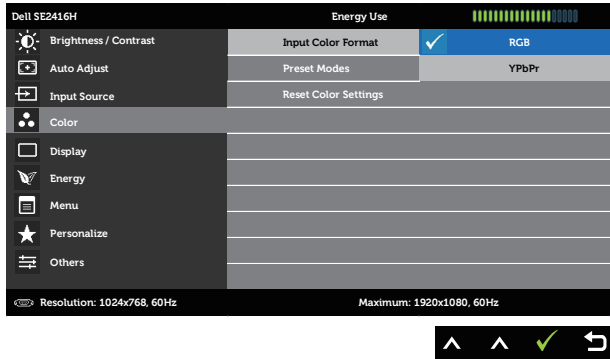 Dell SE2416H Energy Use
Brightness / Contrast Input Color Format RGB
Auto Adjust Preset Modes YPbPr
Input Source Reset Color Settings
Color
Display
Energy
Menu
Personalize
Others
Resolution: 1024x768, 60Hz Maximum: 1920x1080, 60Hz